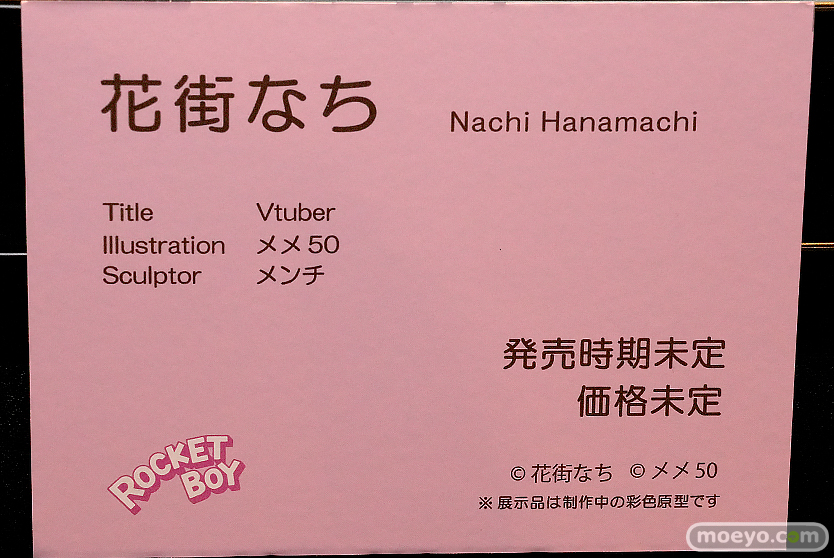 花街なち Nachi Hanamachi
Title Vtuber
Illustration メメ50
Sculptor メンチ
発売時期未定
価格未定
ROCKET
BOY
©花街なち ©メメ50
※展示品は制作中の彩色原型です
moeyo.com